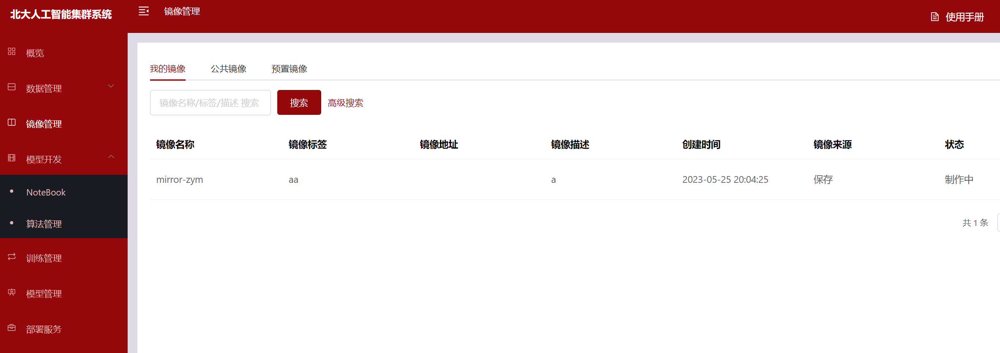 北大人工智能集群系统
镜像管理
使用手册
概览
数据管理
镜像管理
模型开发
NoteBook
算法管理
训练管理
模型管理
部署服务
我的镜像 公共镜像 预置镜像
镜像名称/标签/描述 搜索 搜索 高级搜索
镜像名称 镜像标签 镜像地址 镜像描述 创建时间 镜像来源 状态
mirror-zym aa a 2023-05-25 20:04:25 保存 制作中
共 1 条